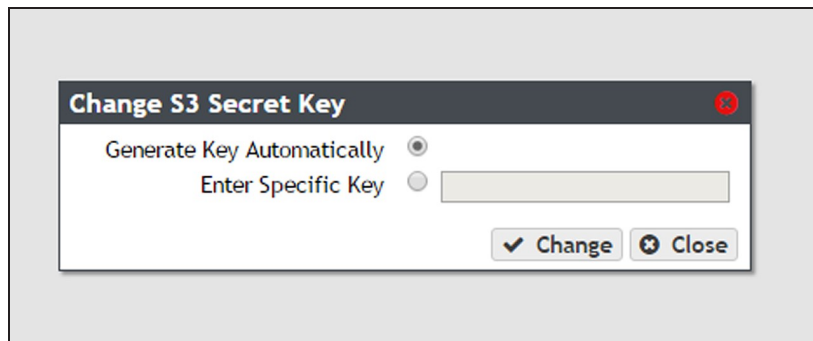 Change S3 Secret Key
Generate Key Automatically
Enter Specific Key
Change Close